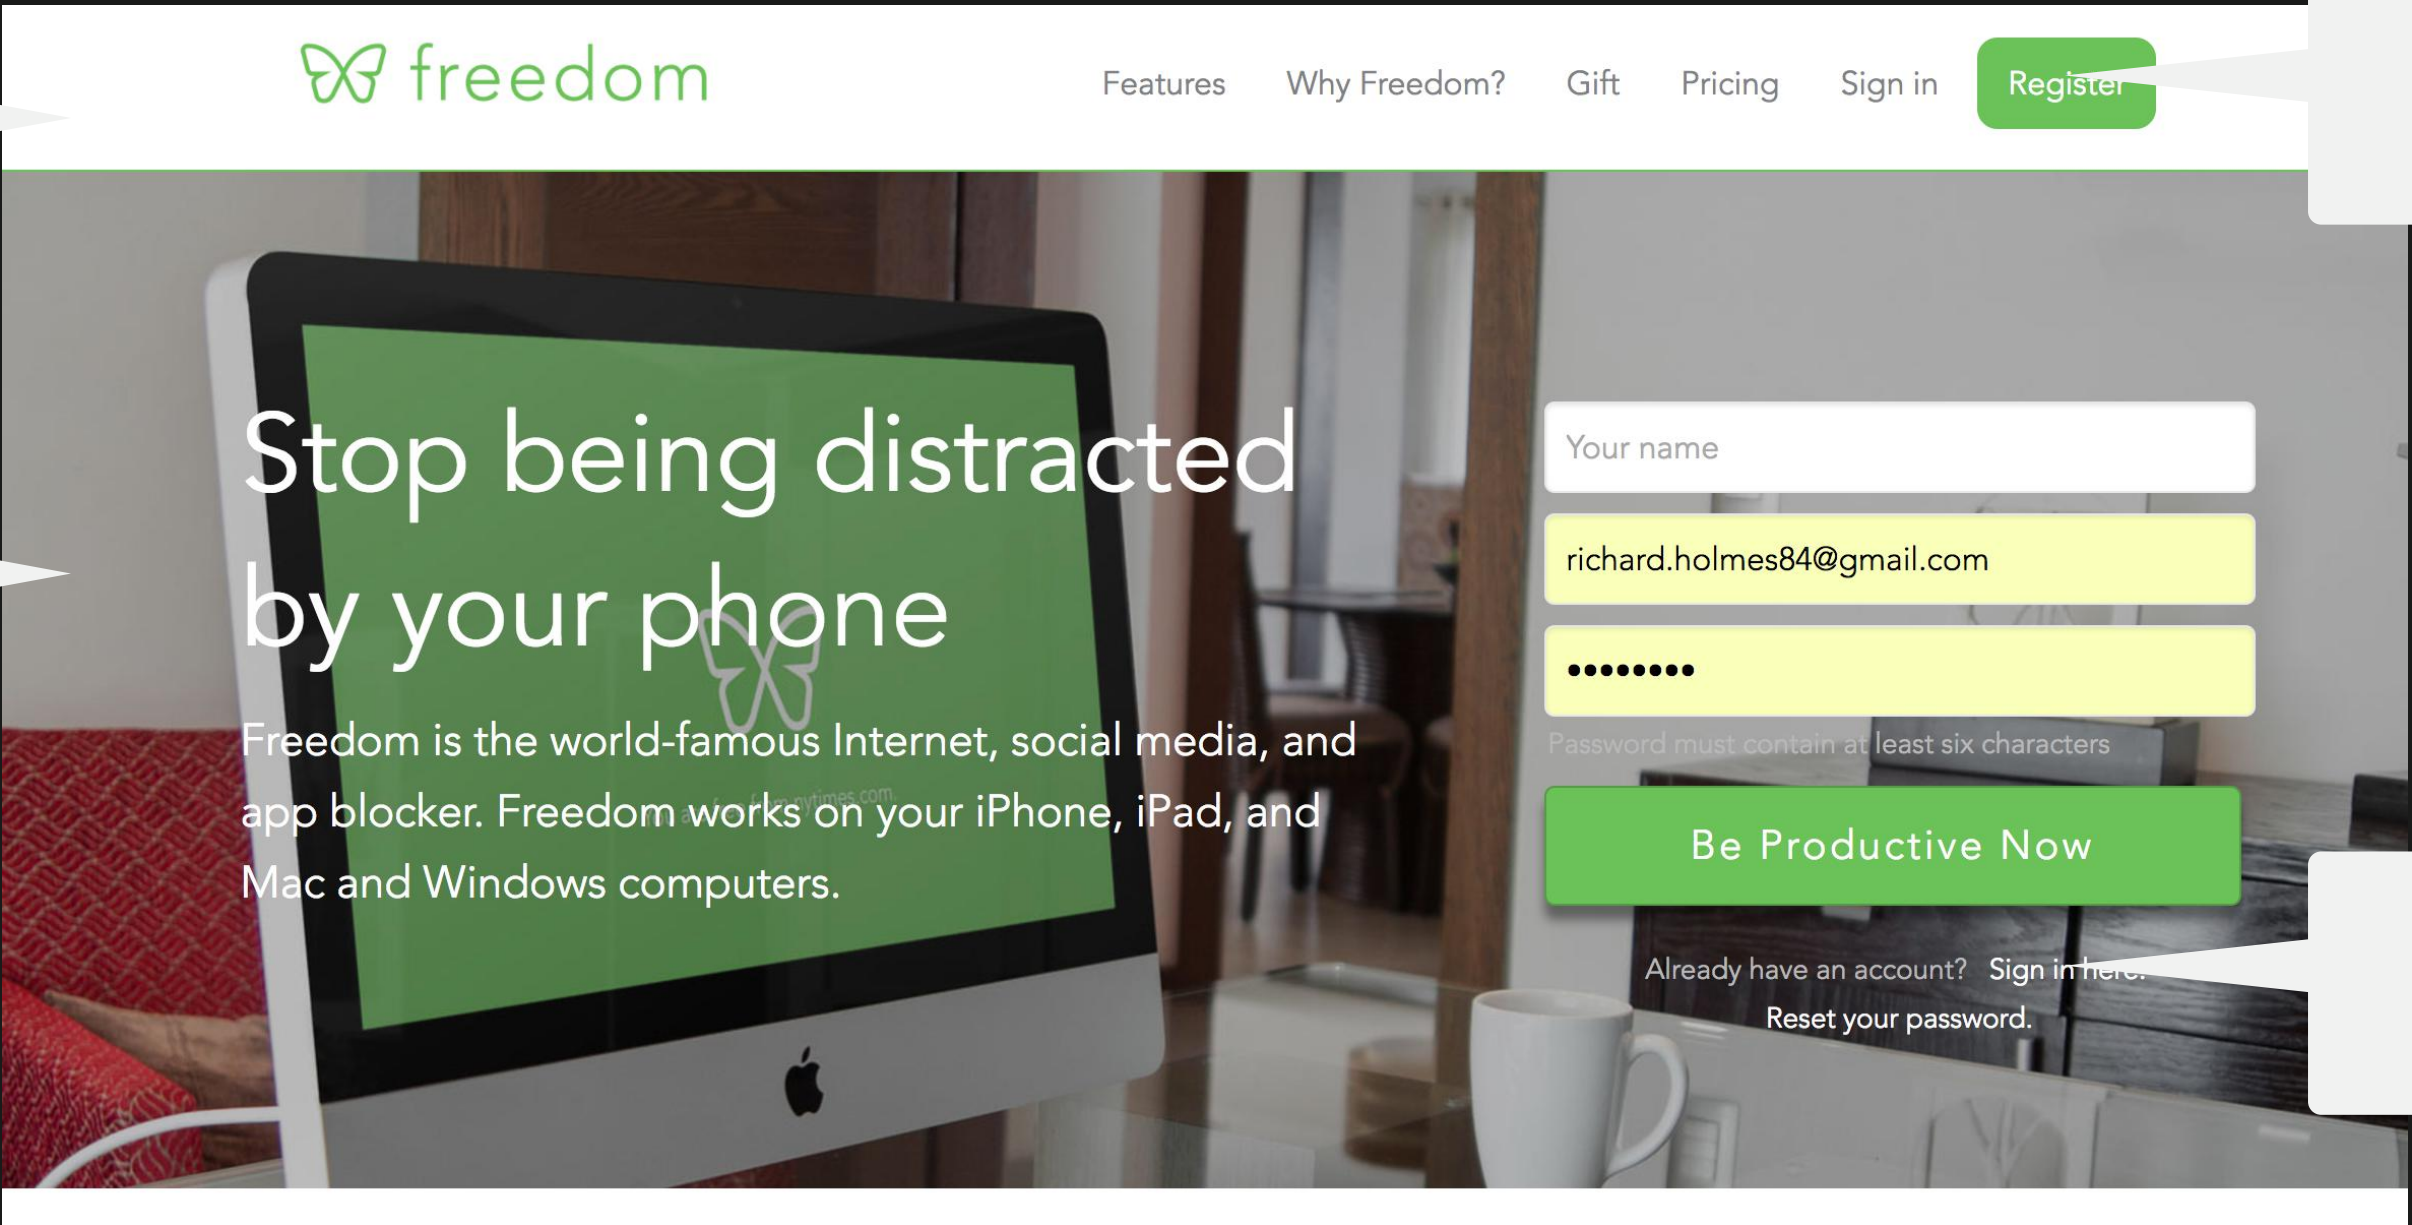 freedom
Features Why Freedom? Gift Pricing Sign in Register
Stop being distracted
by your phone
Your name
richard.holmes84@gmail.com
••••••••
Password must contain at least six characters
Freedom is the world-famous Internet, social media, and
app blocker. Freedom works on your iPhone, iPad, and
Mac and Windows computers.
nytimes.com.
Be Productive Now
Already have an account? Sign in here.
Reset your password.